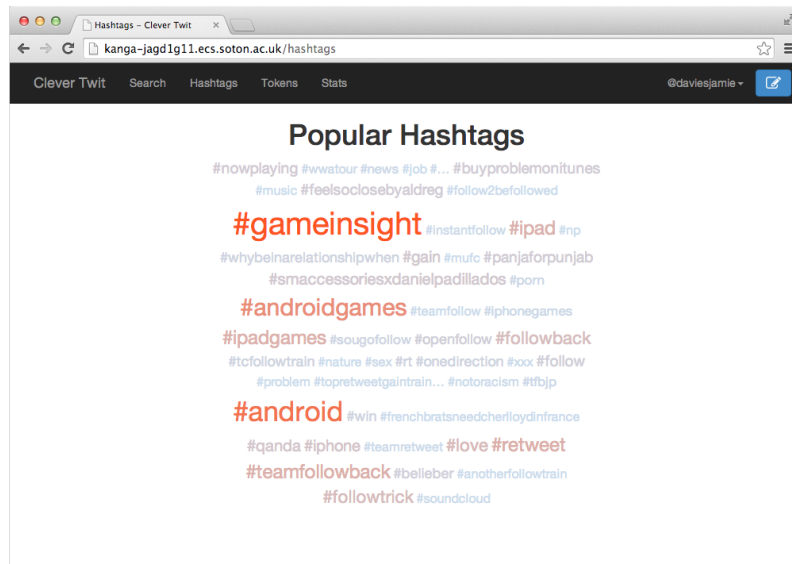 Hashtags - Clever Twit
kanga-jagd1g11.ecs.soton.ac.uk/hashtags
Clever Twit Search Hashtags Tokens Stats @daviesjamie
Popular Hashtags
#nowplaying #wwatour #news #job #... #buyproblemonitunes
#music #feelsoclosebyaldreg #follow2befollowed
#gameinsight #instantfollow #ipad #np
#whybeinarelationshipwhen #gain #mufc #panjaforpunjab
#smaccessoriesxdanielpadillados #porn
#androidgames #teamfollow #iphonegames
#ipadgames #sougofollow #openfollow #followback
#tcfollowtrain #nature #sex #rt #onedirection #xxx #follow
#problem #topretweetgaintrain... #notoracism #tfbjp
#android #win #frenchbratsneedcherlloydinfrance
#qanda #iphone #teamretweet #love #retweet
#teamfollowback #belieber #anotherfollowtrain
#followtrick #soundcloud